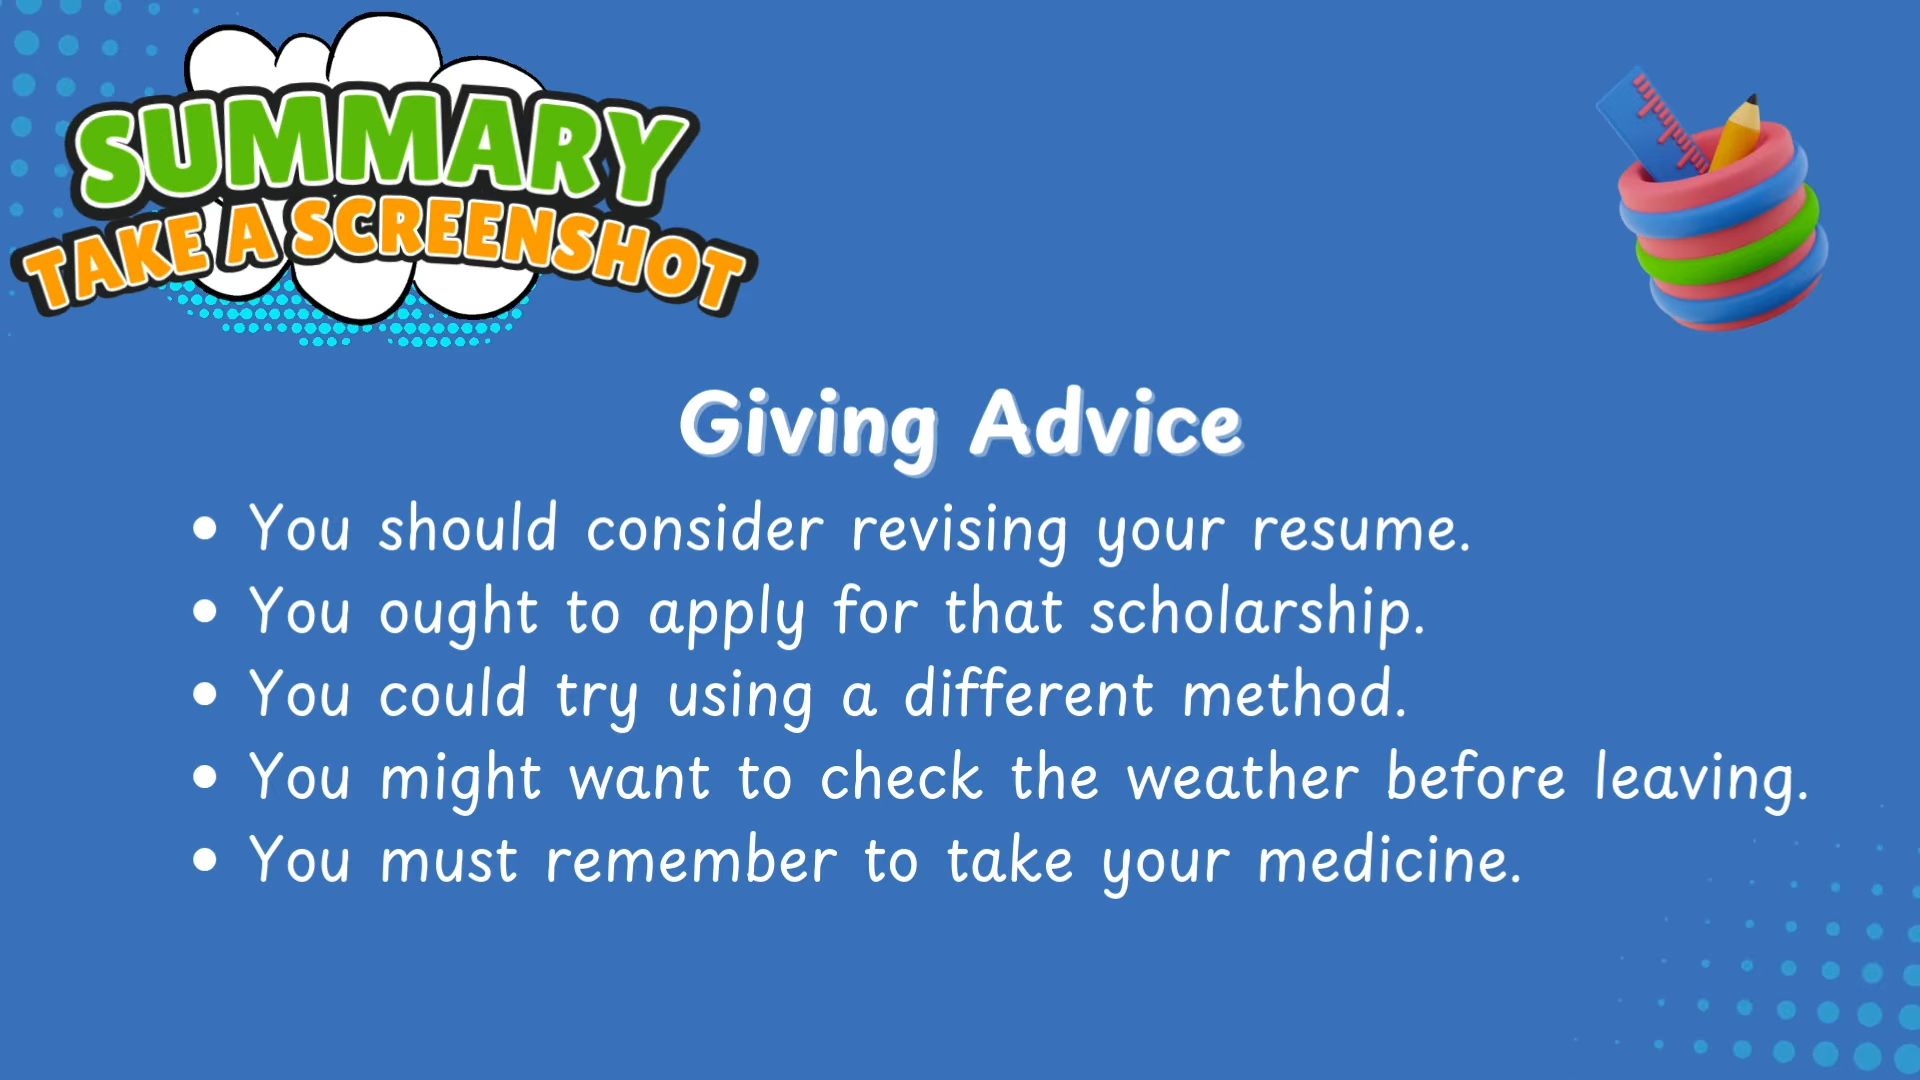 SUMMARY
TAKE A SCREENSHOT
Giving Advice
• You should consider revising your resume.
• You ought to apply for that scholarship.
• You could try using a different method.
• You might want to check the weather before leaving.
• You must remember to take your medicine.